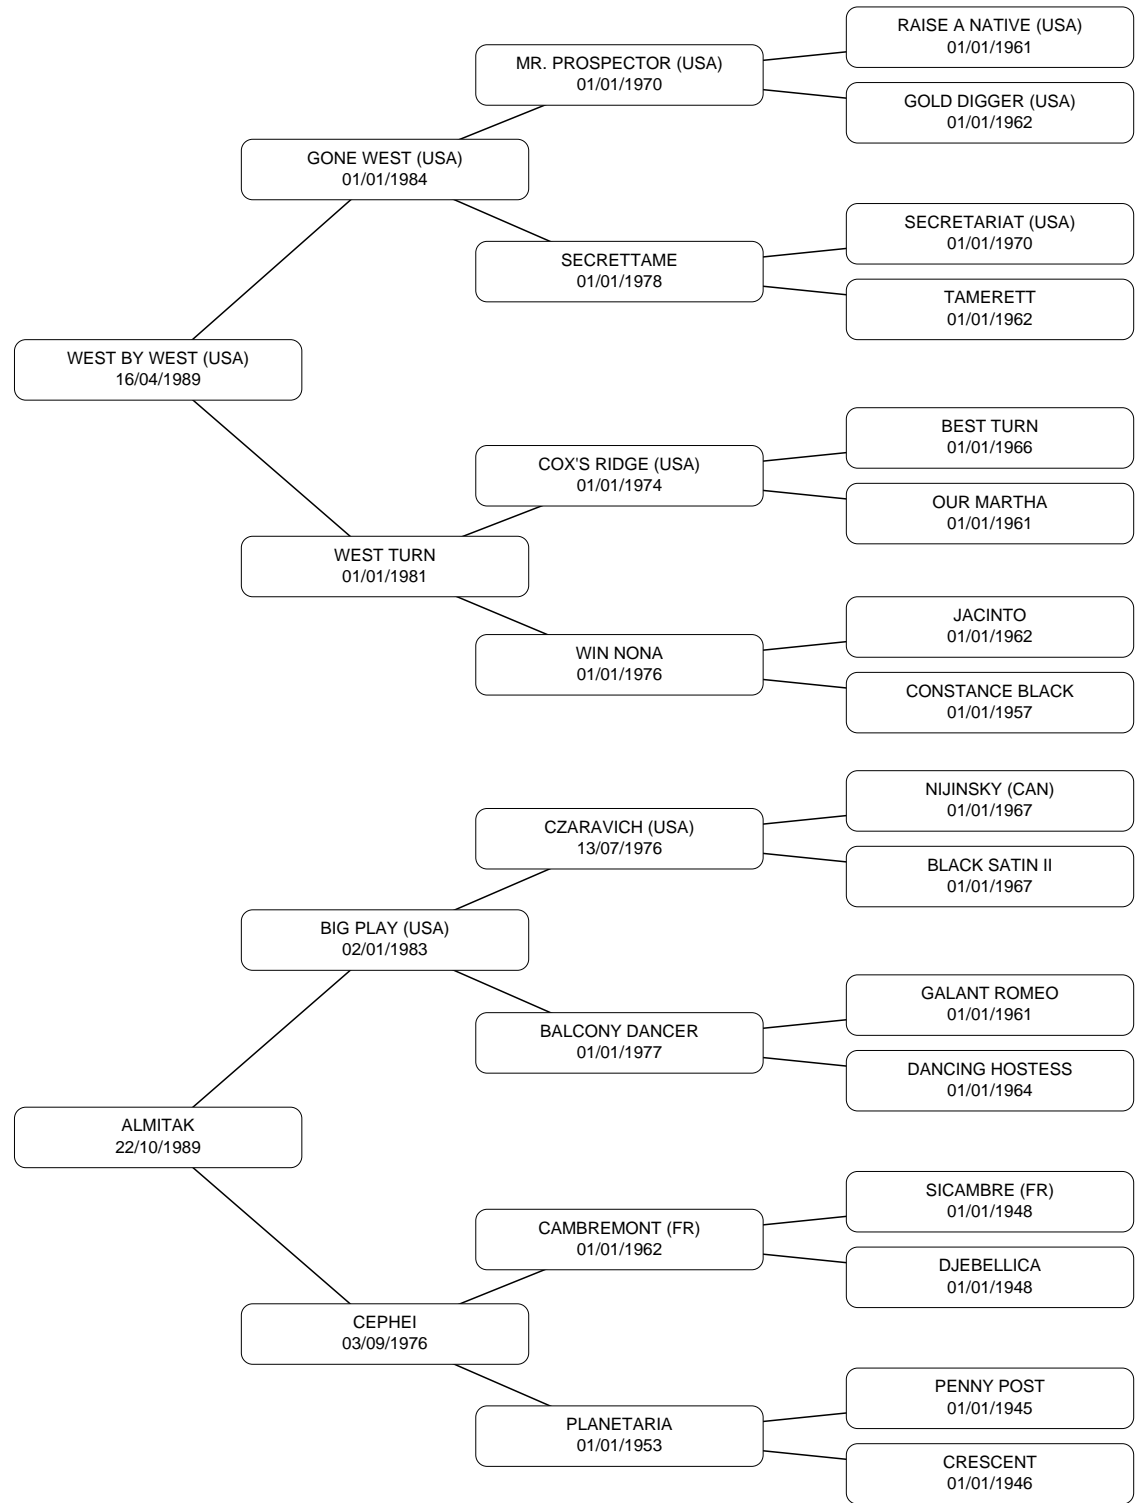 RAISE A NATIVE (USA)
01/01/1961
MR. PROSPECTOR (USA)
01/01/1970
GOLD DIGGER (USA)
01/01/1962
GONE WEST (USA)
01/01/1984
SECRETARIAT (USA)
01/01/1970
SECRETTAME
01/01/1978
TAMERETT
01/01/1962
WEST BY WEST (USA)
16/04/1989
BEST TURN
01/01/1966
COX'S RIDGE (USA)
01/01/1974
OUR MARTHA
01/01/1961
WEST TURN
01/01/1981
JACINTO
01/01/1962
WIN NONA
01/01/1976
CONSTANCE BLACK
01/01/1957
NIJINSKY (CAN)
01/01/1967
CZARAVICH (USA)
13/07/1976
BLACK SATIN II
01/01/1967
BIG PLAY (USA)
02/01/1983
GALANT ROMEO
01/01/1961
BALCONY DANCER
01/01/1977
DANCING HOSTESS
01/01/1964
ALMITAK
22/10/1989
SICAMBRE (FR)
01/01/1948
CAMBREMONT (FR)
01/01/1962
DJEBELLICA
01/01/1948
CEPHEI
03/09/1976
PENNY POST
01/01/1945
PLANETARIA
01/01/1953
CRESCENT
01/01/1946